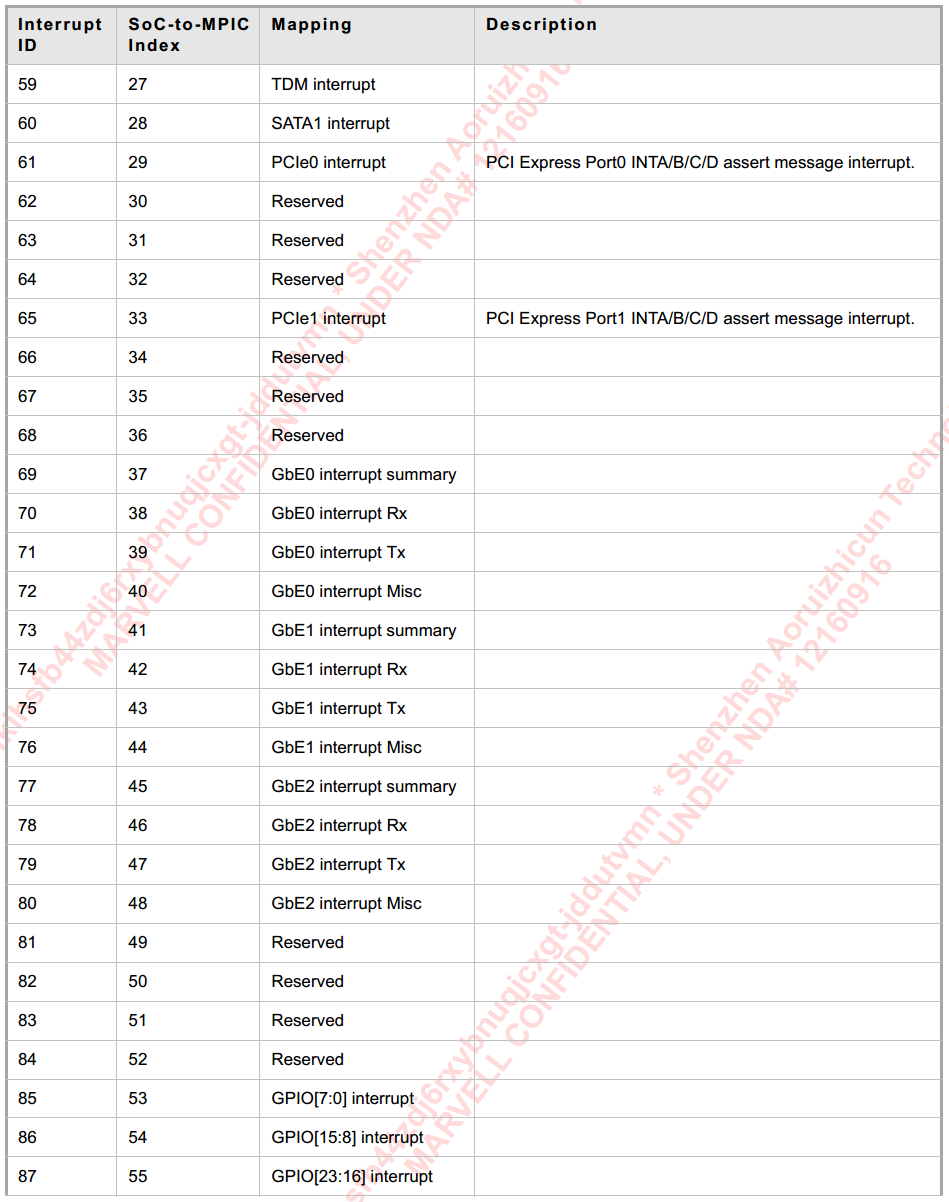 Interrupt ID SoC-to-MPIC Index Mapping Description
59 27 TDM interrupt
60 28 SATA1 interrupt
61 29 PCIe0 interrupt PCI Express Port0 INTA/B/C/D assert message interrupt.
62 30 Reserved
63 31 Reserved
64 32 Reserved
65 33 PCIe1 interrupt PCI Express Port1 INTA/B/C/D assert message interrupt.
66 34 Reserved
67 35 Reserved
68 36 Reserved
69 37 GbE0 interrupt summary
70 38 GbE0 interrupt Rx
71 39 GbE0 interrupt Tx
72 40 GbE0 interrupt Misc
73 41 GbE1 interrupt summary
74 42 GbE1 interrupt Rx
75 43 GbE1 interrupt Tx
76 44 GbE1 interrupt Misc
77 45 GbE2 interrupt summary
78 46 GbE2 interrupt Rx
79 47 GbE2 interrupt Tx
80 48 GbE2 interrupt Misc
81 49 Reserved
82 50 Reserved
83 51 Reserved
84 52 Reserved
85 53 GPIO[7:0] interrupt
86 54 GPIO[15:8] interrupt
87 55 GPIO[23:16] interrupt
* Shenzhen
MARVELL CONFIDENTIAL, UNDER NDA# 12160916
* Shenzhen Aoruizhicun
MARVELL CONFIDENTIAL, UNDER NDA# 12160916